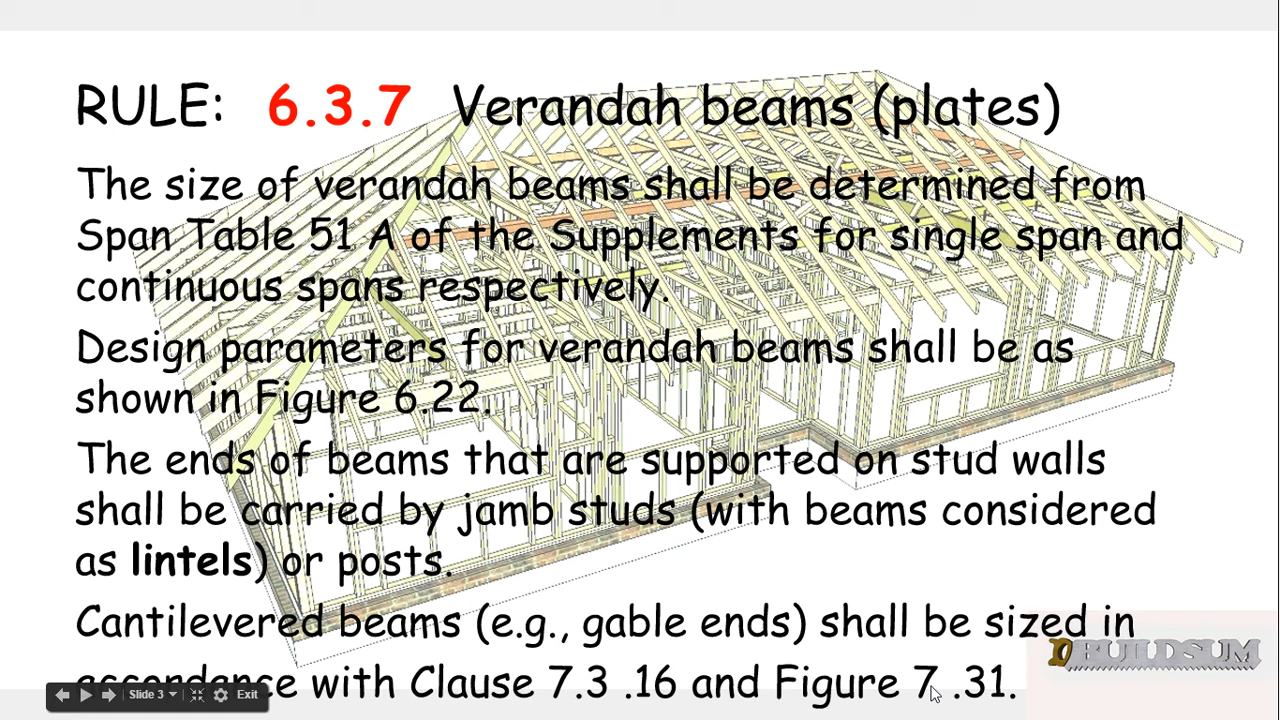 RULE: 6.3.7 Verandah beams (plates)
The size of verandah beams shall be determined from
Span Table 51 A of the Supplements for single span and
continuous spans respectively.
Design parameters for verandah beams shall be as
shown in Figure 6.22.
The ends of beams that are supported on stud walls
shall be carried by jamb studs (with beams considered
as lintels) or posts.
Cantilevered beams (e.g., gable ends) shall be sized in
accordance with Clause 7.3 .16 and Figure 7 .31.
BUILDSUM
Slide 3 Exit